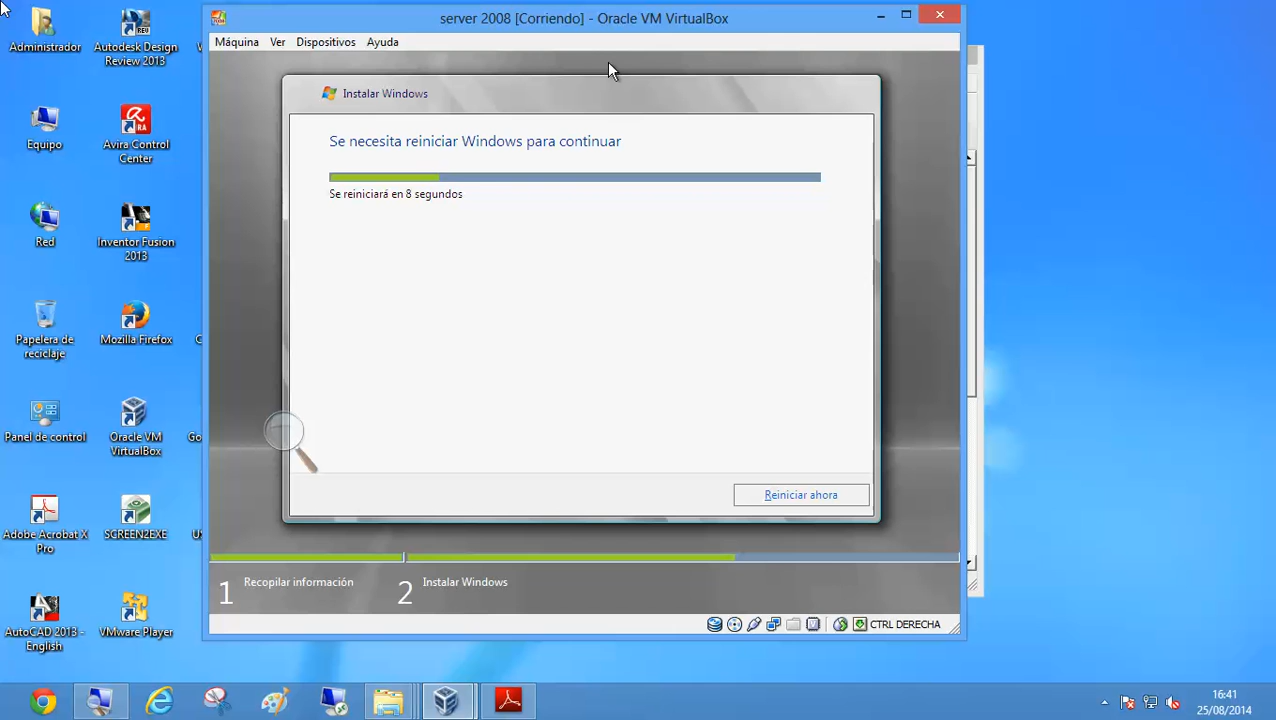 server 2008 [Corriendo] - Oracle VM VirtualBox
Máquina Ver Dispositivos Ayuda
Instalar Windows
Se necesita reiniciar Windows para continuar
Se reiniciará en 8 segundos
Reiniciar ahora
1 Recopilar información
2 Instalar Windows
CTRL DERECHA
Administrador
Autodesk Design
Review 2013
Equipo
Avira Control
Center
Red
Inventor Fusion
2013
Papelera de
reciclaje
Mozilla Firefox
Panel de control
Oracle VM
VirtualBox
Go
Adobe Acrobat X
Pro
SCREEN2EXE
AutoCAD 2013 -
English
VMware Player
16:41
25/08/2014